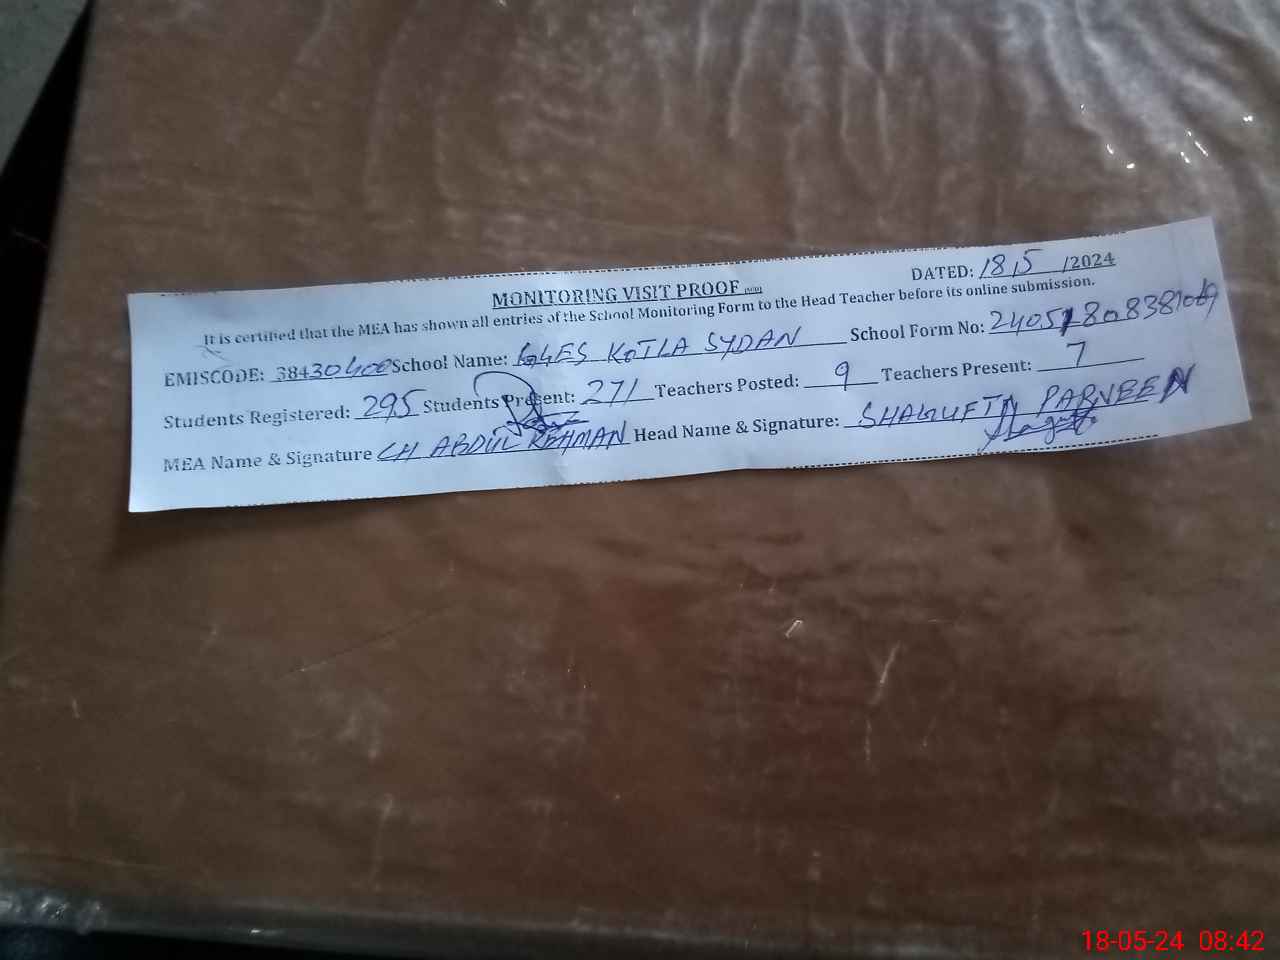 MONITORING VISIT PROOF
DATED: 18/5/2024
It is certified that the MEA has shown all entries of the School Monitoring Form to the Head Teacher before its online submission.
EMISCODE: 38430400 School Name: GGES KOTLA SYDAN School Form No:
Students Registered: 295 Students Present: 271 Teachers Posted: 9 Teachers Present: 7
MEA Name & Signature CH ABDUL REHMAN Head Name & Signature: SHAGUFTA PARVEEN
18-05-24 08:42